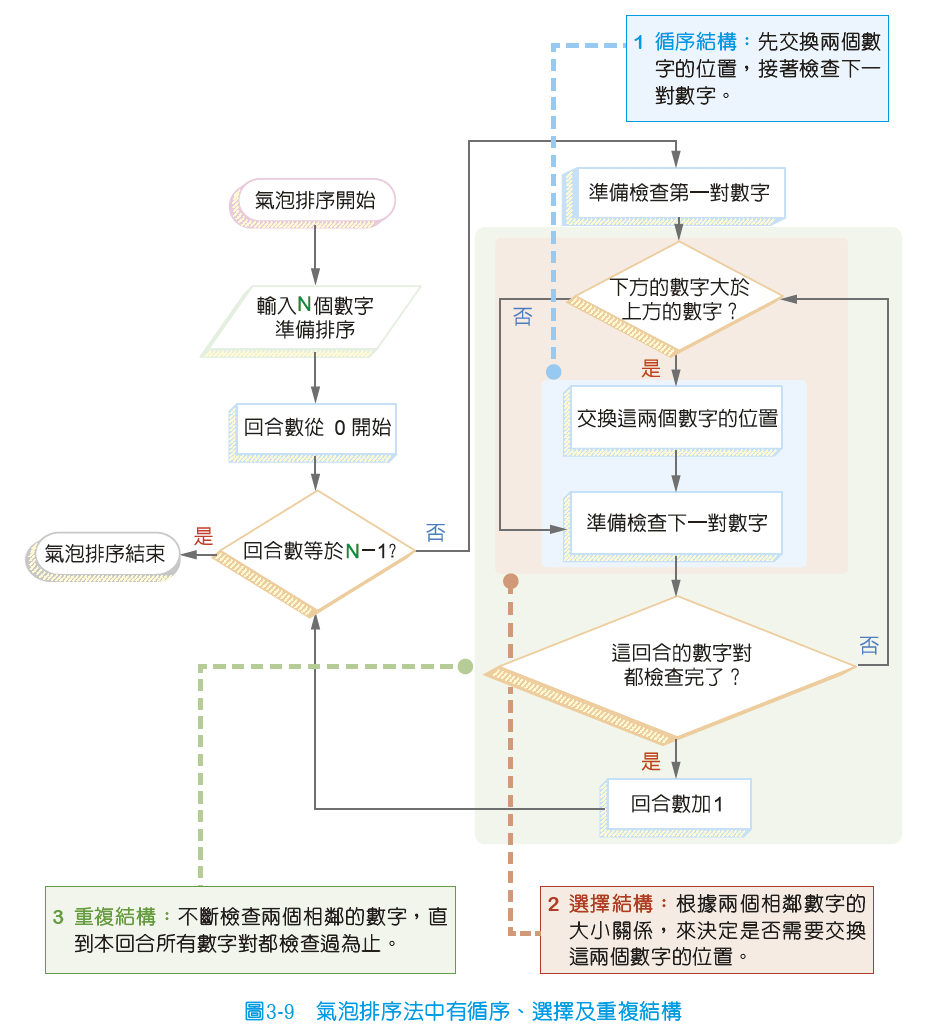 1 循序結構：先交換兩個數
字的位置，接著檢查下一
對數字。
氣泡排序開始
輸入N個數字
準備排序
回合數從 0 開始
回合數等於N－1?
是
否
氣泡排序結束
準備檢查第一對數字
下方的數字大於
上方的數字？
否
是
交換這兩個數字的位置
準備檢查下一對數字
這回合的數字對
都檢查完了？
否
是
回合數加1
3 重複結構：不斷檢查兩個相鄰的數字，直
到本回合所有數字對都檢查過為止。
2 選擇結構：根據兩個相鄰數字的
大小關係，來決定是否需要交換
這兩個數字的位置。
圖3-9 氣泡排序法中有循序、選擇及重複結構